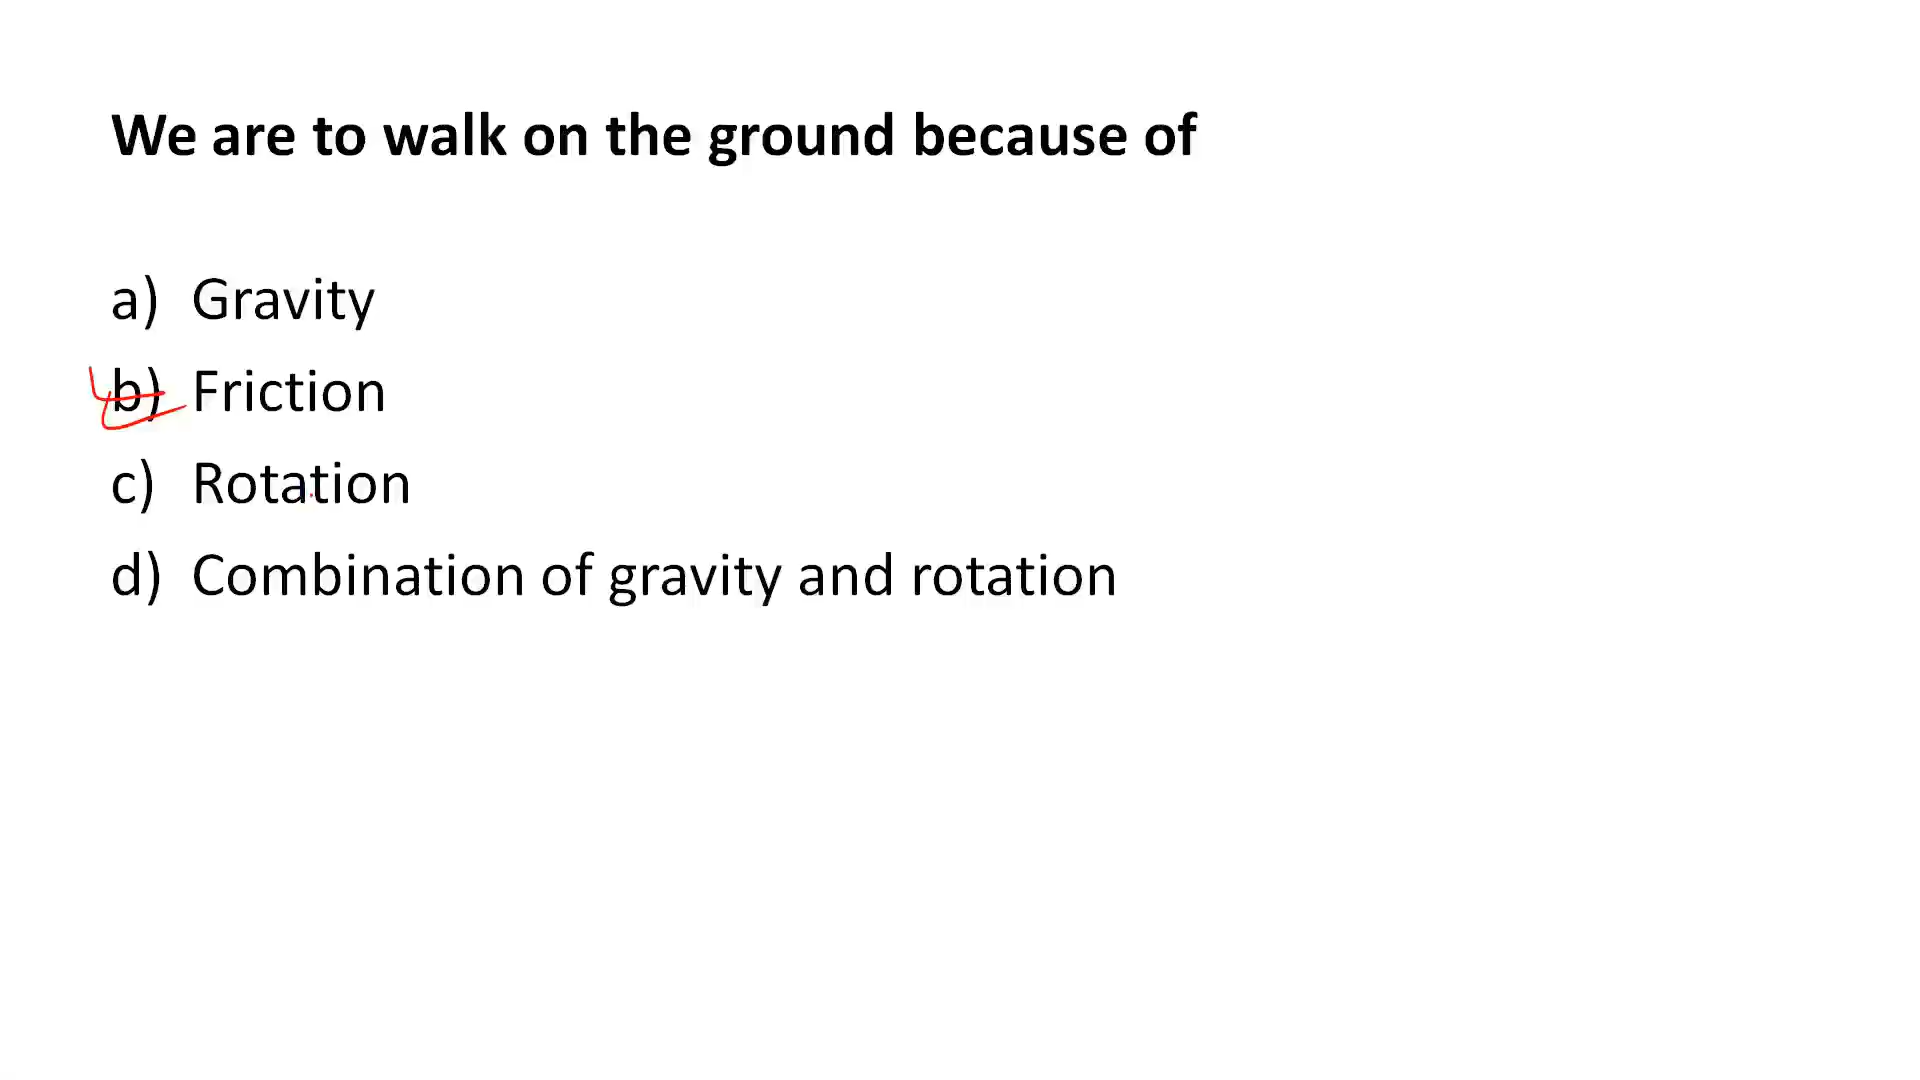 We are to walk on the ground because of
a) Gravity
b) Friction
c) Rotation
d) Combination of gravity and rotation